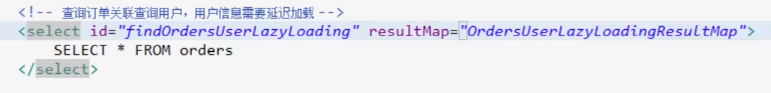 <!-- 查询订单关联查询用户，用户信息需要延迟加载 -->
<select id="findOrdersUserLazyLoading" resultMap="OrdersUserLazyLoadingResultMap">
SELECT * FROM orders
</select>